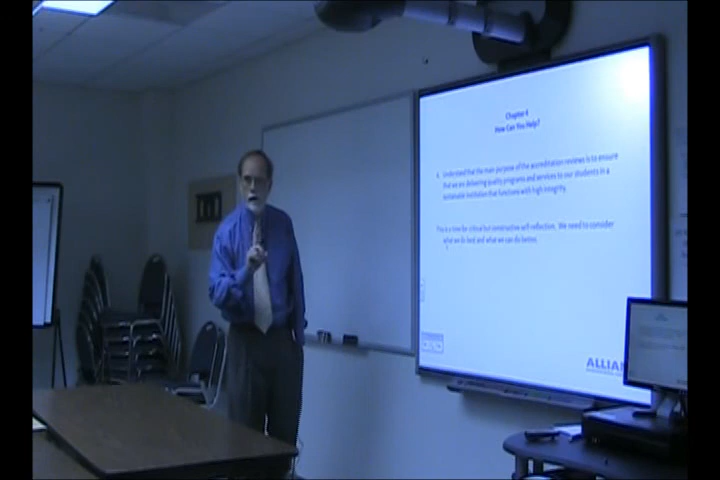 Chapter 4
How Can You Help?
4. Understand that the main purpose of the accreditation reviews is to ensure
that we are delivering quality programs and services to our students in a
sustainable institution that functions with high integrity.
This is a time for critical but constructive self-reflection. We need to consider
what we do best and what we can do better.
ALLIAN